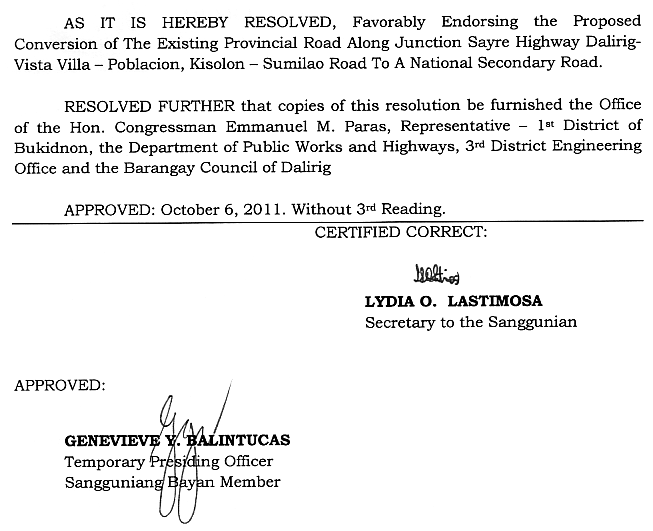 AS IT IS HEREBY RESOLVED, Favorably Endorsing the Proposed
Conversion of The Existing Provincial Road Along Junction Sayre Highway Dalirig-
Vista Villa – Poblacion, Kisolon – Sumilao Road To A National Secondary Road.
RESOLVED FURTHER that copies of this resolution be furnished the Office
of the Hon. Congressman Emmanuel M. Paras, Representative – 1st District of
Bukidnon, the Department of Public Works and Highways, 3rd District Engineering
Office and the Barangay Council of Dalirig
APPROVED: October 6, 2011. Without 3rd Reading.
CERTIFIED CORRECT:
LYDIA O. LASTIMOSA
Secretary to the Sanggunian
APPROVED:
GENEVIEVE Y. BALINTUCAS
Temporary Presiding Officer
Sangguniang Bayan Member